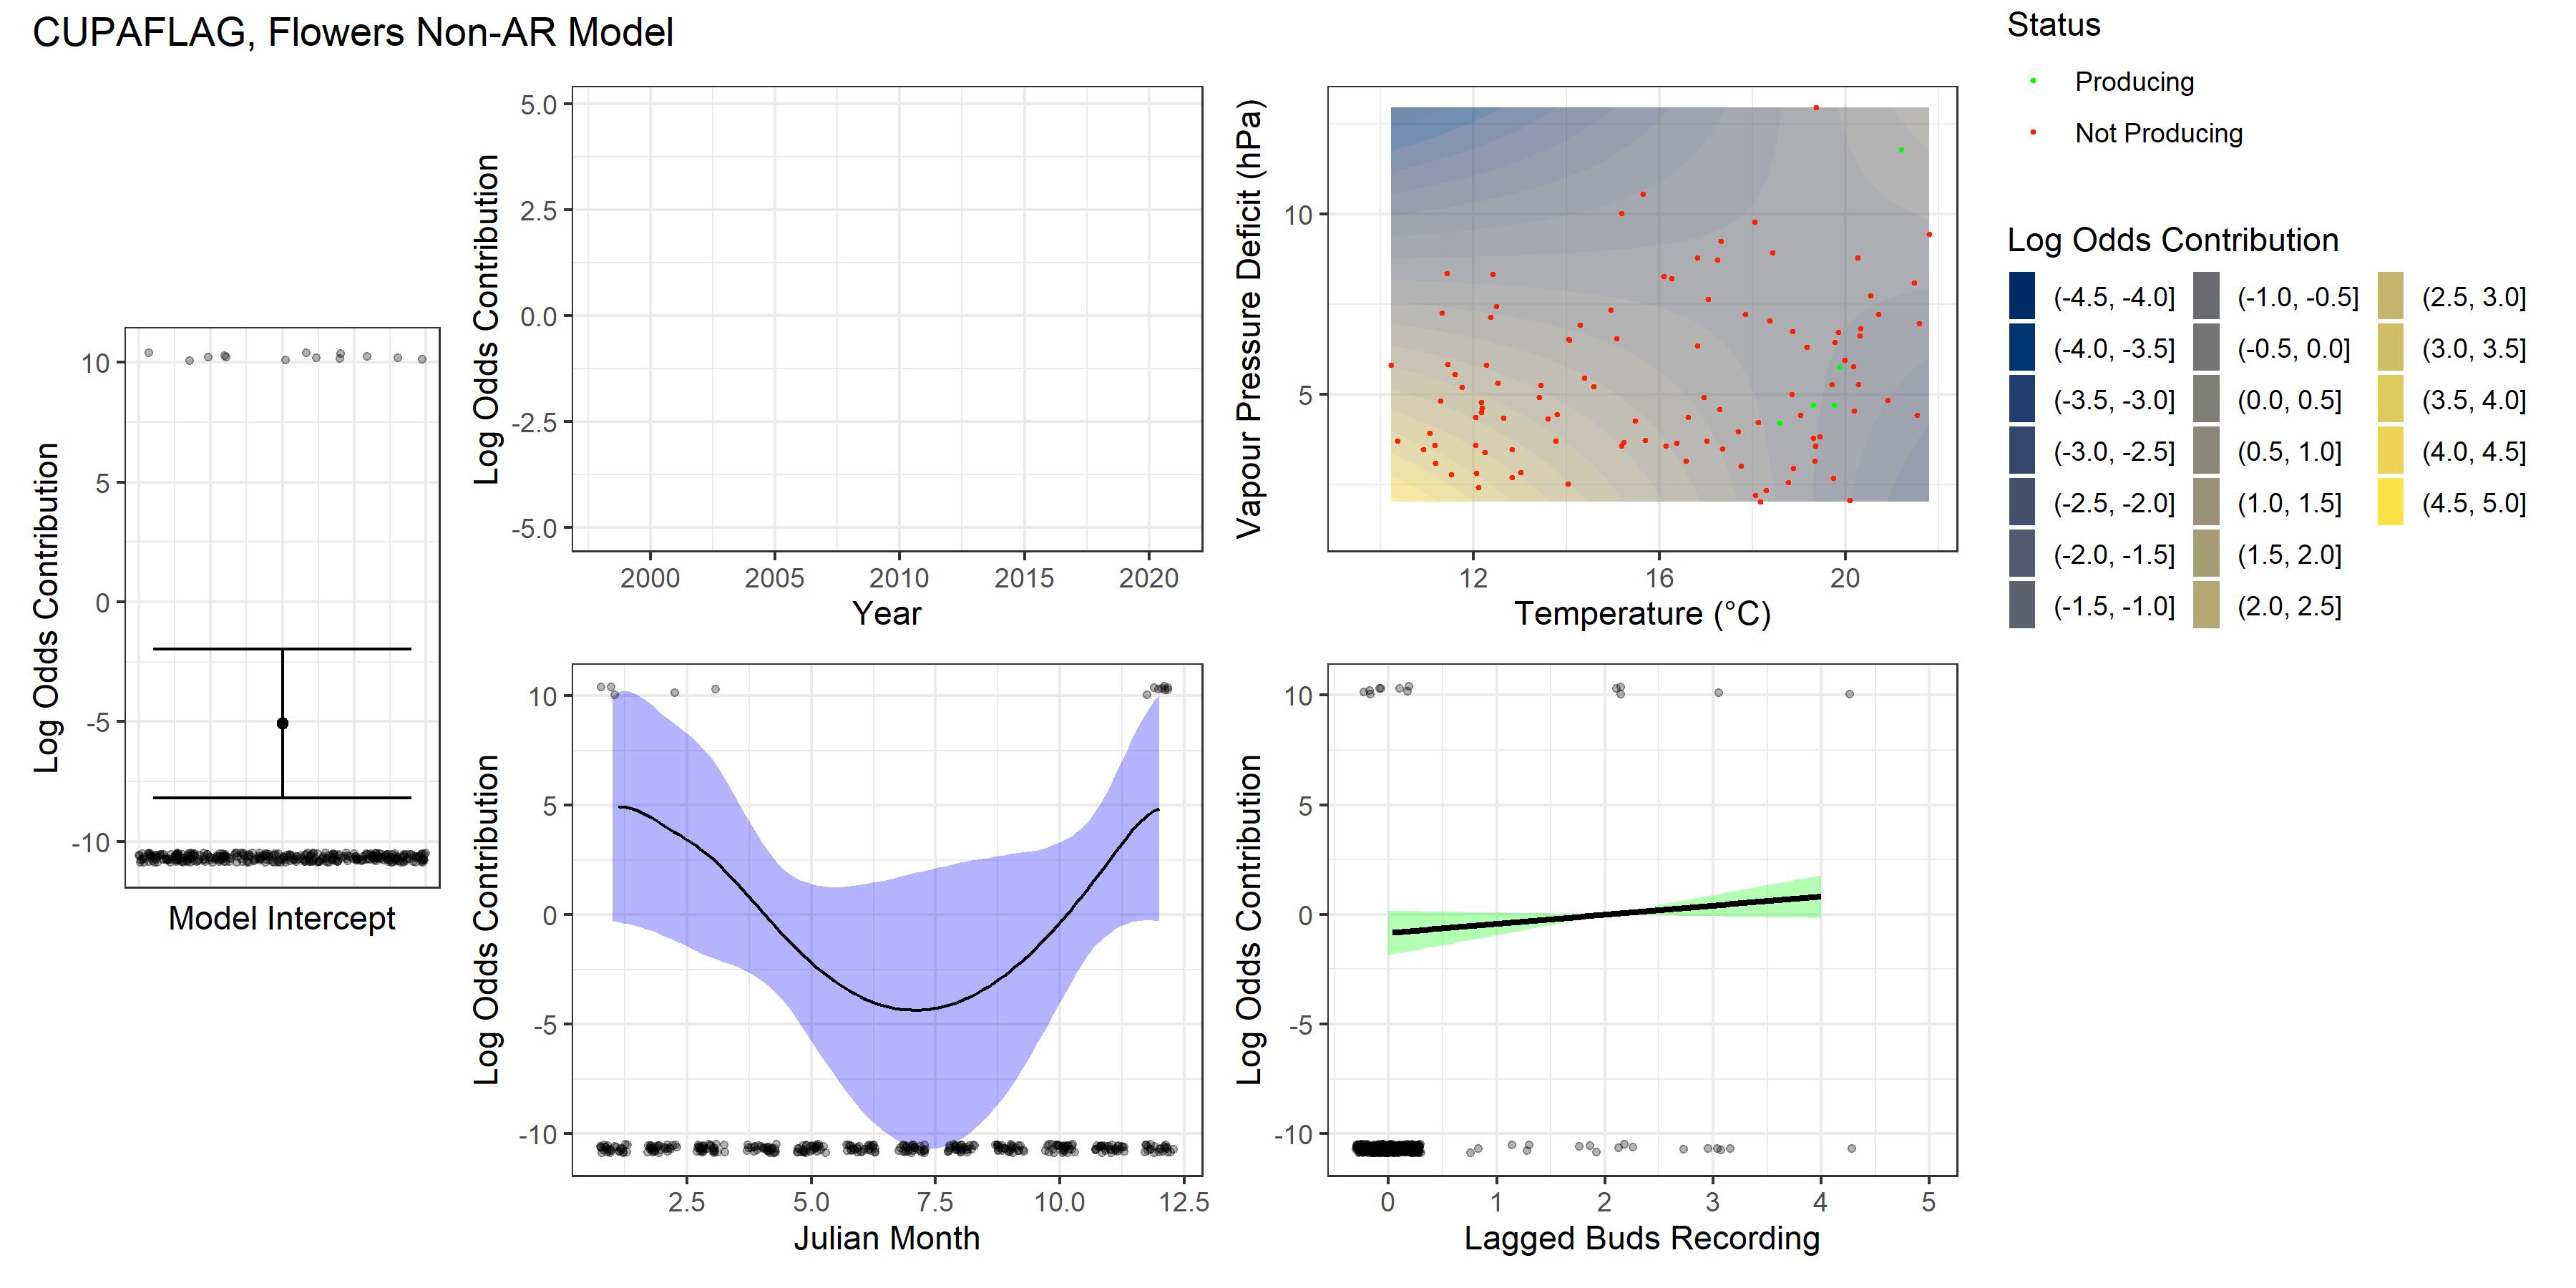 CUPAFLAG, Flowers Non-AR Model
Log Odds Contribution
10
5
0
-5
-10
Model Intercept
Log Odds Contribution
5.0
2.5
0.0
-2.5
-5.0
2000 2005 2010 2015 2020
Year
Vapour Pressure Deficit (hPa)
10
5
12 16 20
Temperature (°C)
Log Odds Contribution
10
5
0
-5
-10
2.5 5.0 7.5 10.0 12.5
Julian Month
Log Odds Contribution
10
5
0
-5
-10
0 1 2 3 4 5
Lagged Buds Recording
Status
Producing
Not Producing
Log Odds Contribution
(-4.5, -4.0] (-1.0, -0.5] (2.5, 3.0]
(-4.0, -3.5] (-0.5, 0.0] (3.0, 3.5]
(-3.5, -3.0] (0.0, 0.5] (3.5, 4.0]
(-3.0, -2.5] (0.5, 1.0] (4.0, 4.5]
(-2.5, -2.0] (1.0, 1.5] (4.5, 5.0]
(-2.0, -1.5] (1.5, 2.0]
(-1.5, -1.0] (2.0, 2.5]